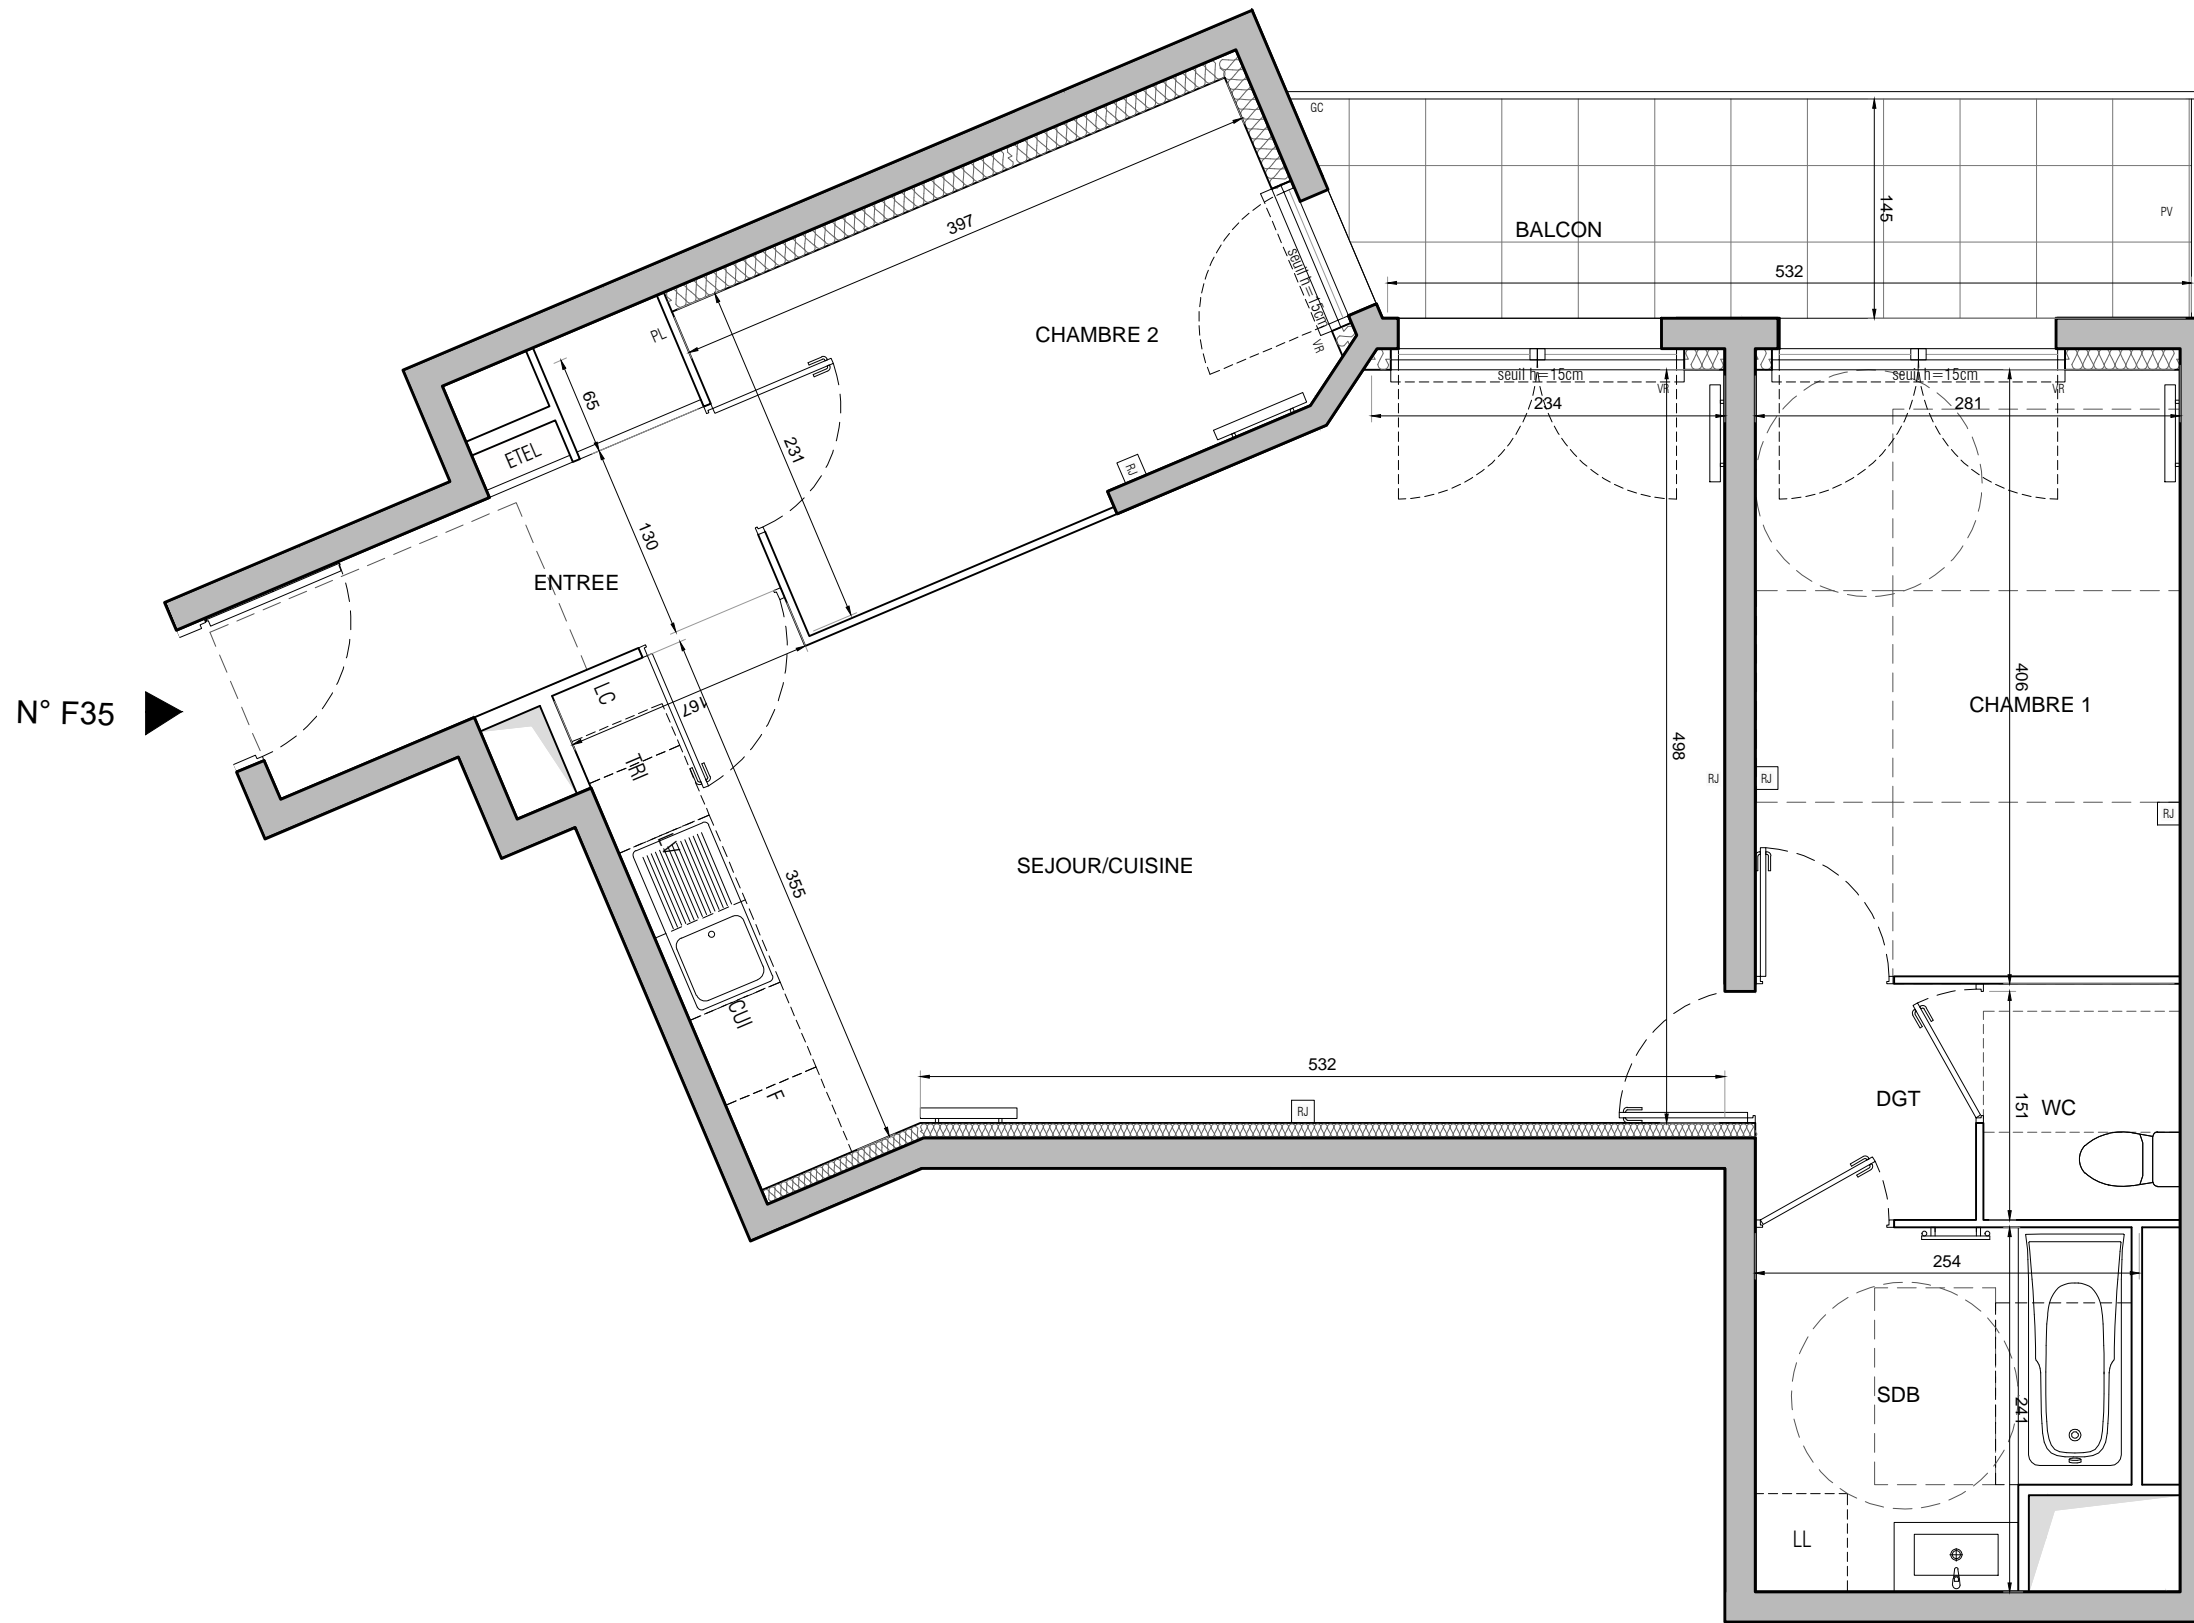 GC
145
PV
BALCON
397
532
seuil h=15cm
VR
CHAMBRE 2
PL
65
ETEL
231
RJ
seuil h=15cm
VR
234
seuil h=15cm
VR
281
130
ENTREE
N° F35
LC
167
TRI
LV
355
CUI
F
SEJOUR/CUISINE
498
RJ
RJ
406
CHAMBRE 1
RJ
532
RJ
DGT
151
WC
254
SDB
241
LL